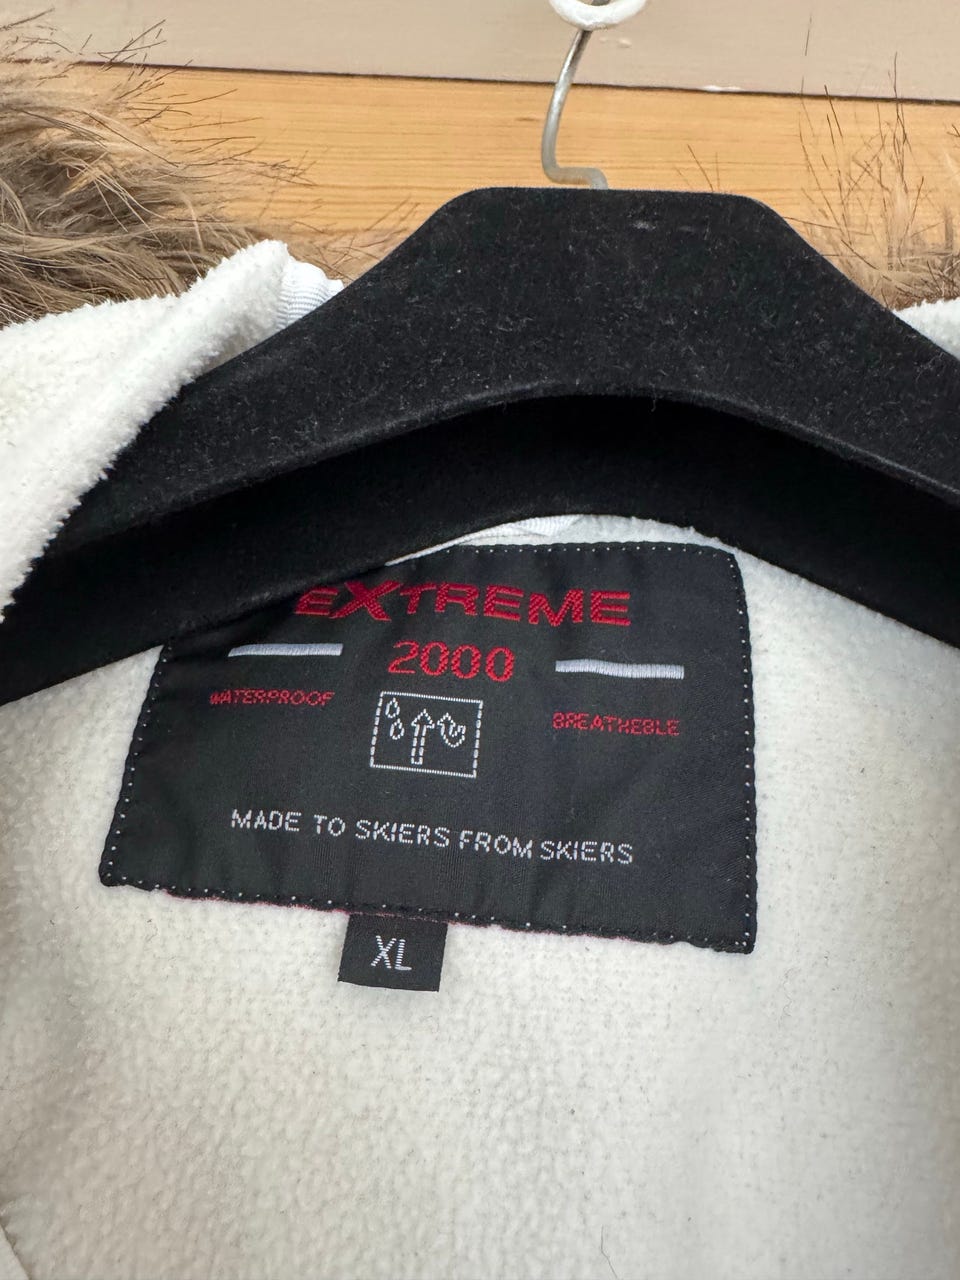 EXTREME
2000
WATERPROOF
BREATHEBLE
MADE TO SKIERS FROM SKIERS
XL